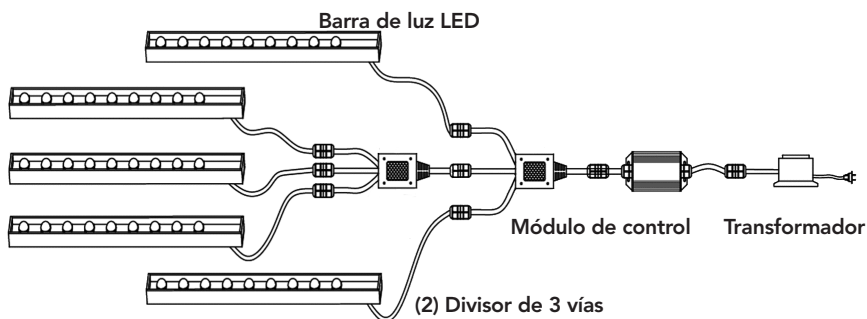 Barra de luz LED
Módulo de control
Transformador
(2) Divisor de 3 vías